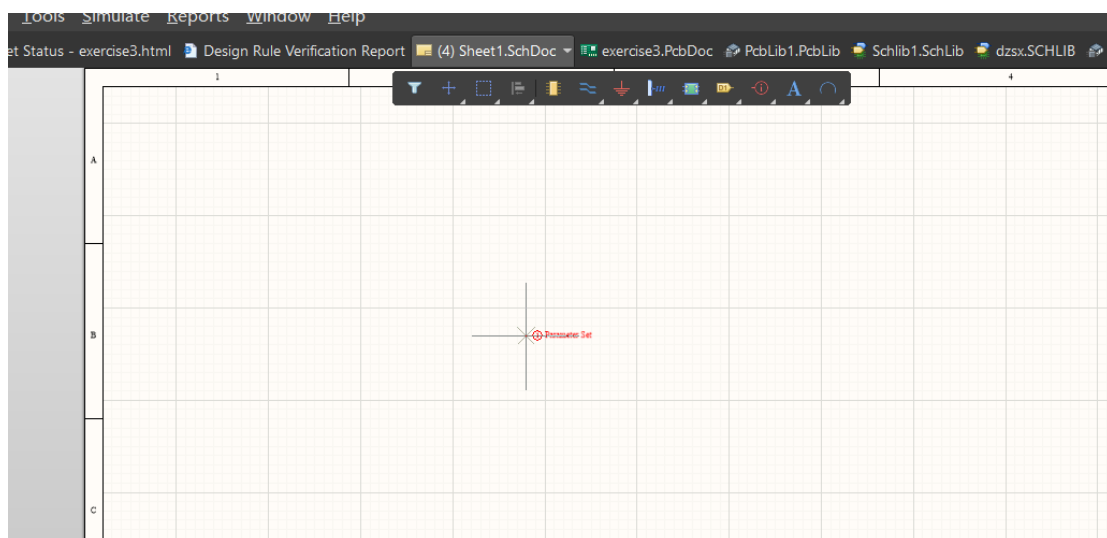 Tools Simulate Reports Window Help
et Status - exercise3.html Design Rule Verification Report (4) Sheet1.SchDoc exercise3.PcbDoc PcbLib1.PcbLib Schlib1.SchLib dzsx.SCHLIB
1
4
D1
A
A
B
Parameter Set
C